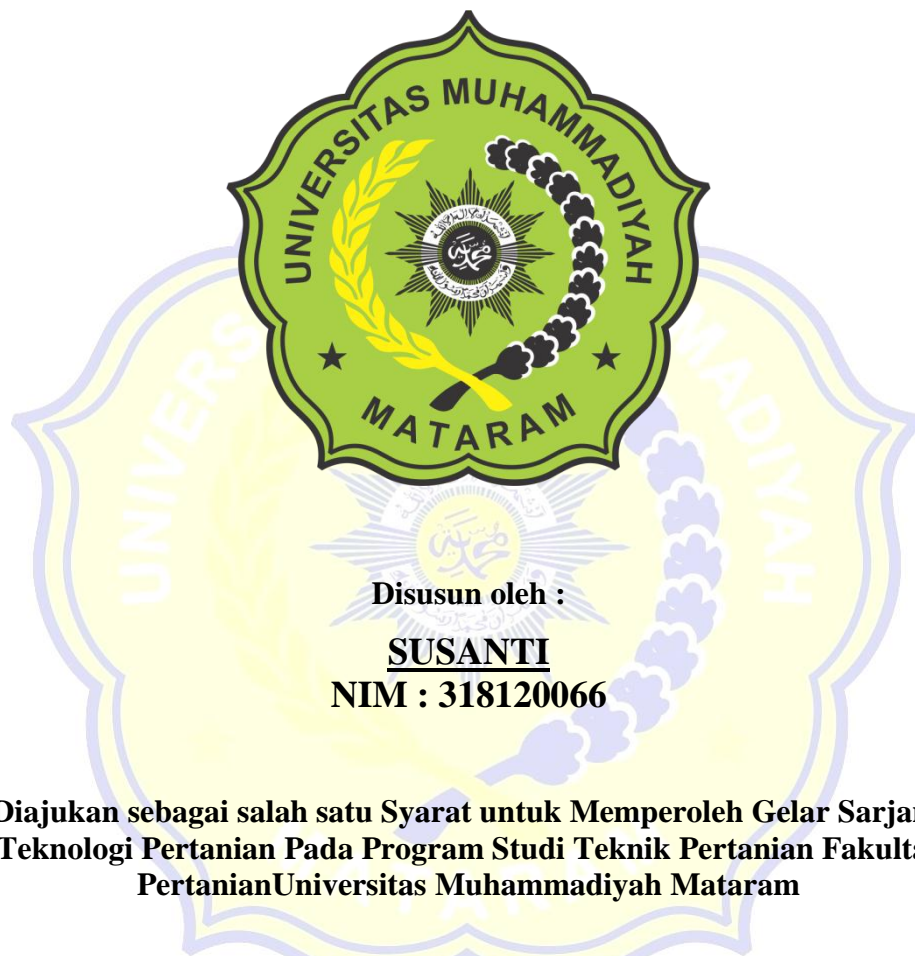 UNIVERSITAS MUHAMMADIYAH
MATARAM
Disusun oleh :
SUSANTI
NIM : 318120066
Diajukan sebagai salah satu Syarat untuk Memperoleh Gelar Sarjan
Teknologi Pertanian Pada Program Studi Teknik Pertanian Fakulta
PertanianUniversitas Muhammadiyah Mataram